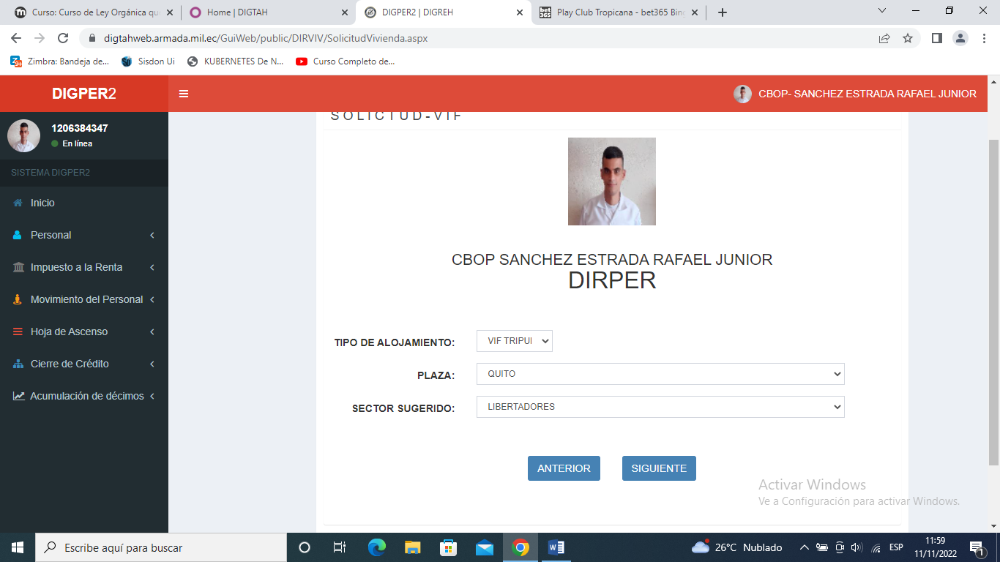 Curso: Curso de Ley Orgánica qu
Home | DIGTAH
DIGPER2 | DIGREH
bet365
Play Club Tropicana - bet365 Bin
digtahweb.armada.mil.ec/GuiWeb/public/DIRVIV/SolicitudVivienda.aspx
Zimbra: Bandeja de...
Sisdon Ui
KUBERNETES De N...
Curso Completo de...
DIGPER2
CBOP- SANCHEZ ESTRADA RAFAEL JUNIOR
1206384347
En línea
SISTEMA DIGPER2
Inicio
Personal
Impuesto a la Renta
Movimiento del Personal
Hoja de Ascenso
Cierre de Crédito
Acumulación de décimos
SOLICTUD-VIF
CBOP SANCHEZ ESTRADA RAFAEL JUNIOR
DIRPER
TIPO DE ALOJAMIENTO: VIF TRIPUI
PLAZA: QUITO
SECTOR SUGERIDO: LIBERTADORES
ANTERIOR SIGUIENTE
Activar Windows
Ve a Configuración para activar Windows.
Escribe aquí para buscar
26°C Nublado
ESP
11:59
11/11/2022
1